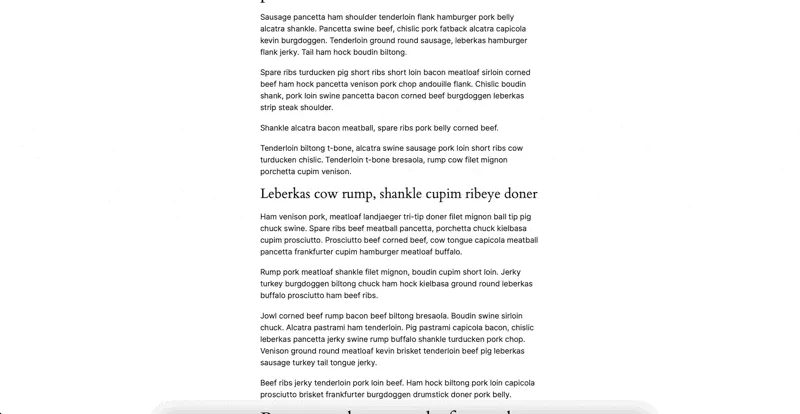 Sausage pancetta ham shoulder tenderloin flank hamburger pork belly
alcatra shankle. Pancetta swine beef, chislic pork fatback alcatra capicola
kevin burgdoggen. Tenderloin ground round sausage, leberkas hamburger
flank jerky. Tail ham hock boudin biltong.
Spare ribs turducken pig short ribs short loin bacon meatloaf sirloin corned
beef ham hock pancetta venison pork chop andouille flank. Chislic boudin
shank, pork loin swine pancetta bacon corned beef burgdoggen leberkas
strip steak shoulder.
Shankle alcatra bacon meatball, spare ribs pork belly corned beef.
Tenderloin biltong t-bone, alcatra swine sausage pork loin short ribs cow
turducken chislic. Tenderloin t-bone bresaola, rump cow filet mignon
porchetta cupim venison.
Leberkas cow rump, shankle cupim ribeye doner
Ham venison pork, meatloaf landjaeger tri-tip doner filet mignon ball tip pig
chuck swine. Spare ribs beef meatball pancetta, porchetta chuck kielbasa
cupim prosciutto. Prosciutto beef corned beef, cow tongue capicola meatball
pancetta frankfurter cupim hamburger meatloaf buffalo.
Rump pork meatloaf shankle filet mignon, boudin cupim short loin. Jerky
turkey burgdoggen biltong chuck ham hock kielbasa ground round leberkas
buffalo prosciutto ham beef ribs.
Jowl corned beef rump bacon beef biltong bresaola. Boudin swine sirloin
chuck. Alcatra pastrami ham tenderloin. Pig pastrami capicola bacon, chislic
leberkas pancetta jerky swine rump buffalo shankle turducken pork chop.
Venison ground round meatloaf kevin brisket tenderloin beef pig leberkas
sausage turkey tail tongue jerky.
Beef ribs jerky tenderloin pork loin beef. Ham hock biltong pork loin capicola
prosciutto brisket frankfurter burgdoggen drumstick doner pork belly.